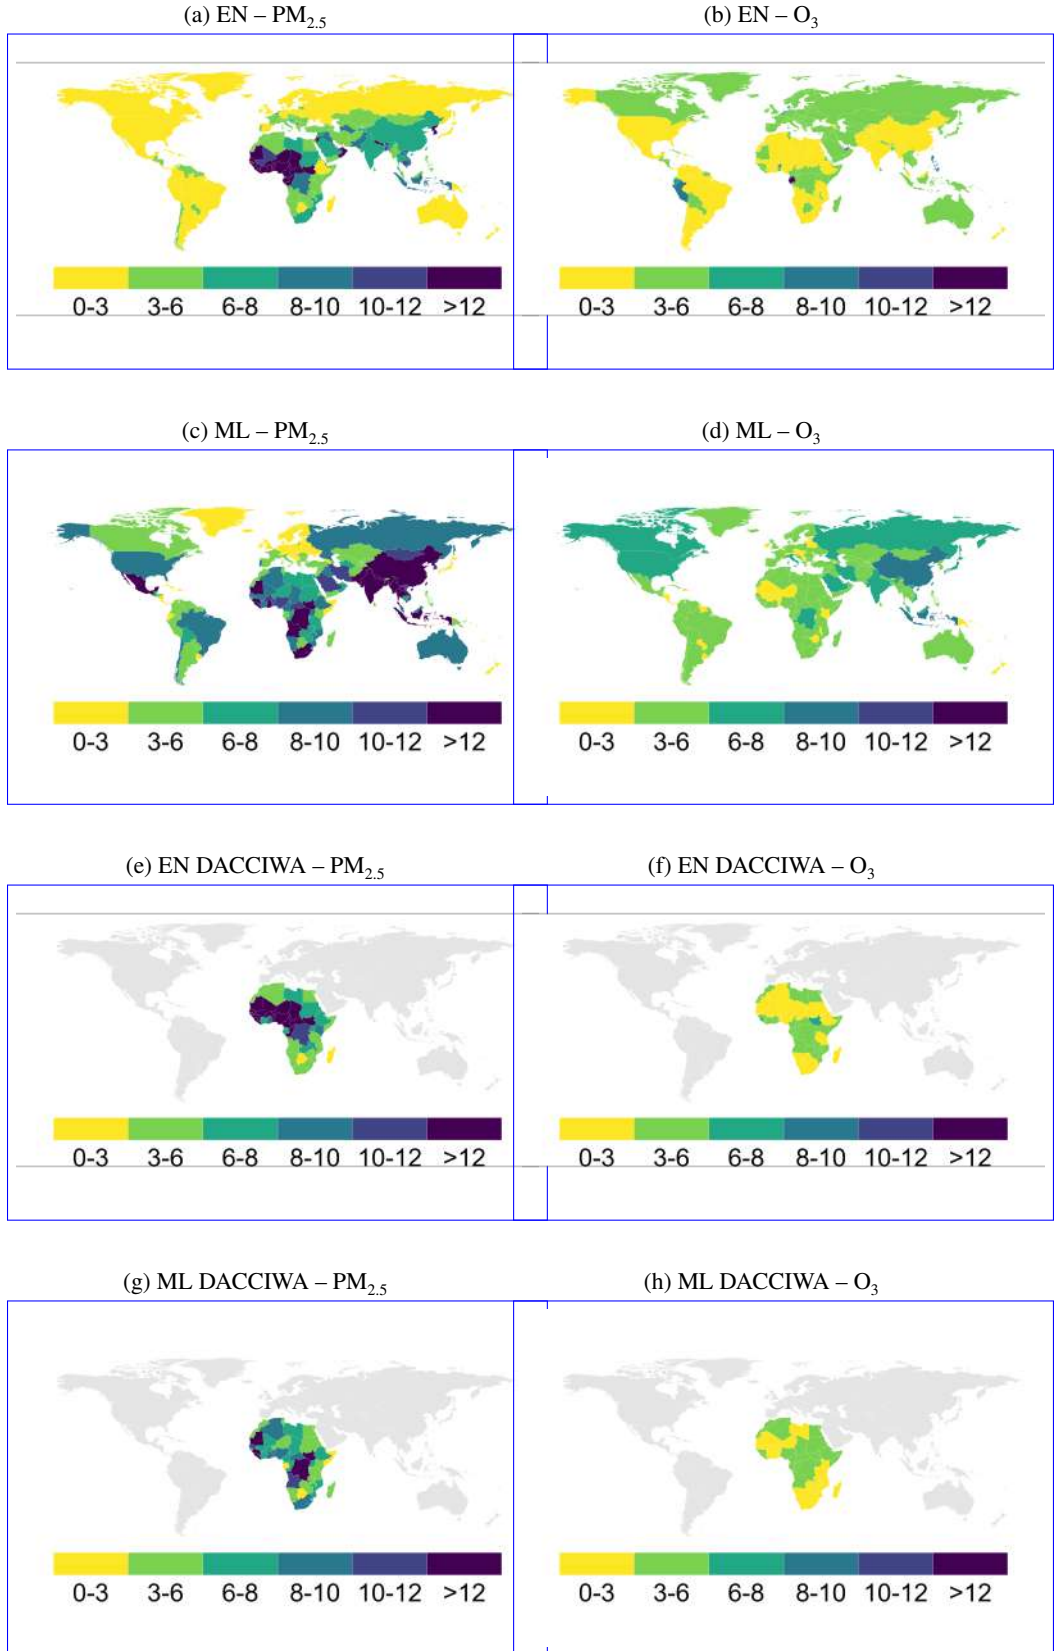 (a) EN – PM₂.₅ (b) EN – O₃
0-3 3-6 6-8 8-10 10-12 >12 0-3 3-6 6-8 8-10 10-12 >12
(c) ML – PM₂.₅ (d) ML – O₃
0-3 3-6 6-8 8-10 10-12 >12 0-3 3-6 6-8 8-10 10-12 >12
(e) EN DACCIWA – PM₂.₅ (f) EN DACCIWA – O₃
0-3 3-6 6-8 8-10 10-12 >12 0-3 3-6 6-8 8-10 10-12 >12
(g) ML DACCIWA – PM₂.₅ (h) ML DACCIWA – O₃
0-3 3-6 6-8 8-10 10-12 >12 0-3 3-6 6-8 8-10 10-12 >12